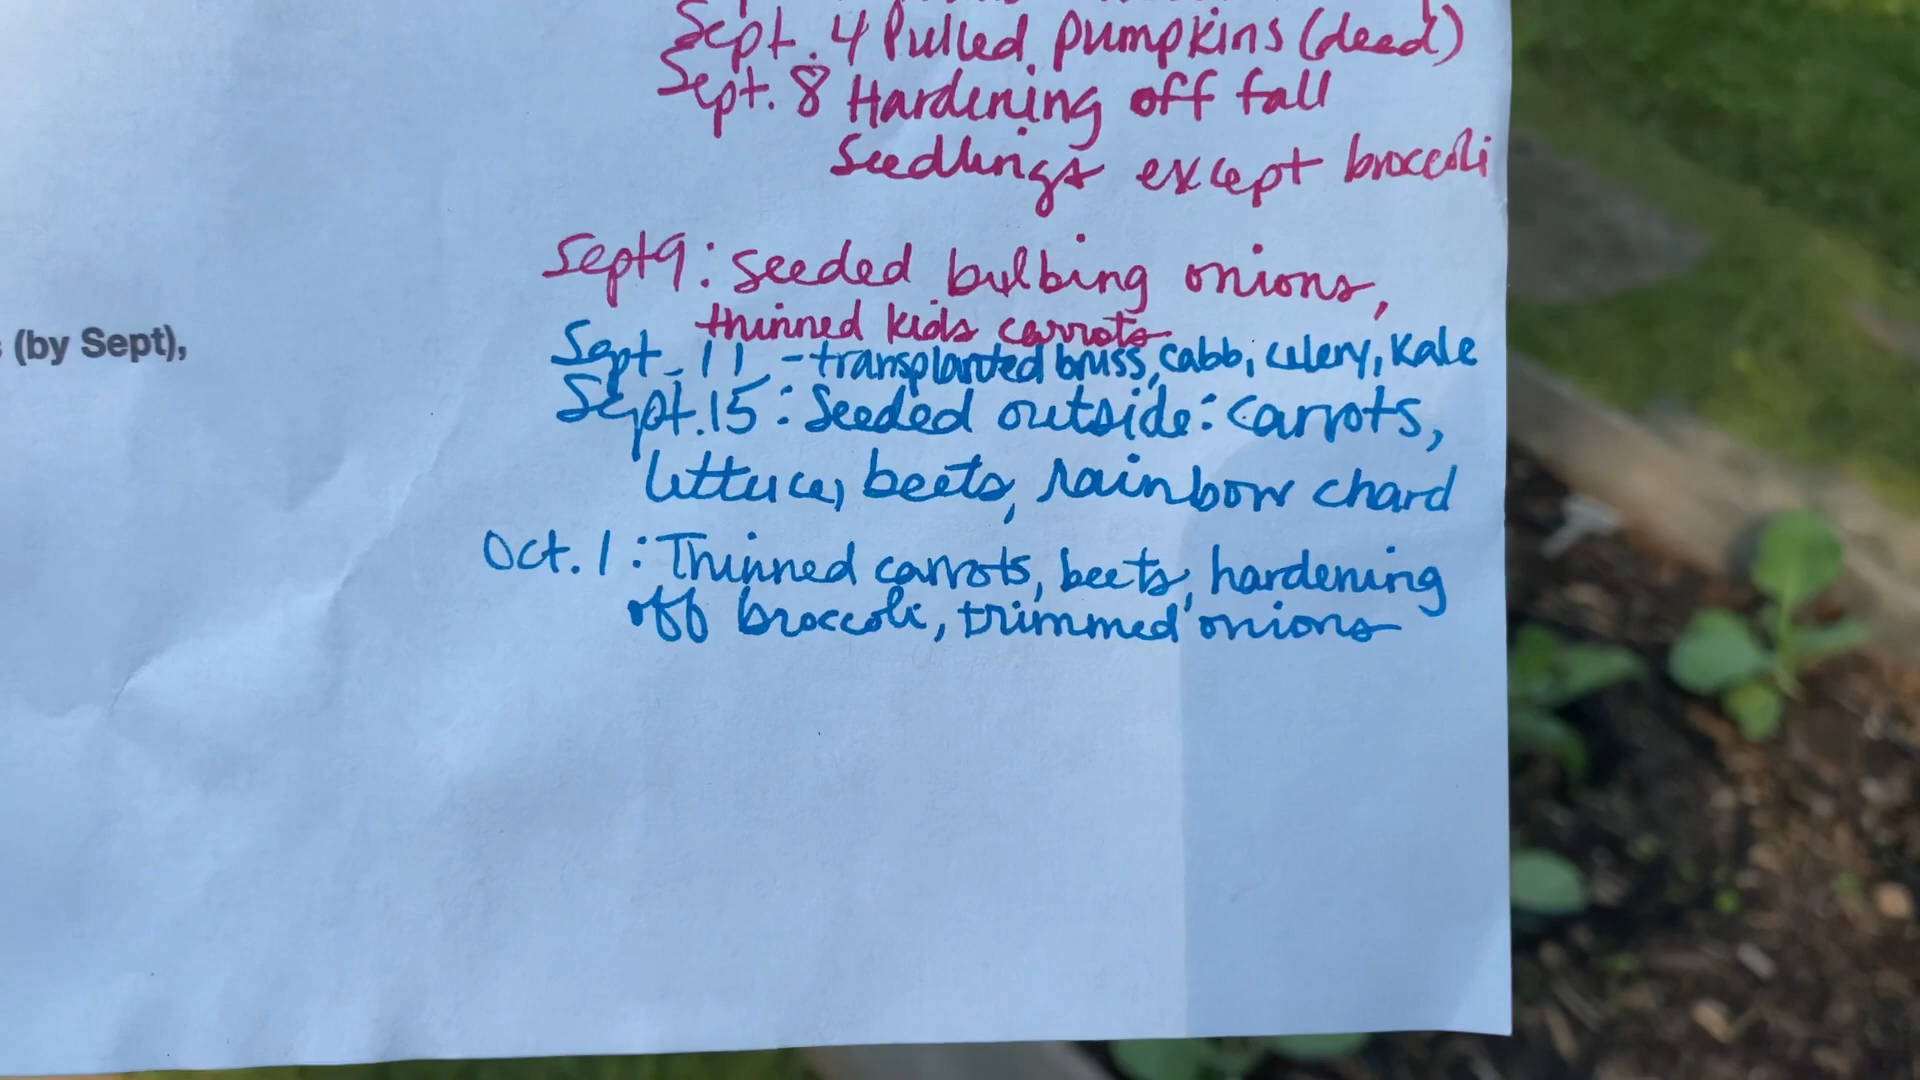 Sept. 4 Pulled pumpkins (dead)
Sept. 8 Hardening off fall
Seedlings except broccoli
Sept 9: Seeded bulbing onions,
thinned kids carrots
(by Sept),
Sept. 11 - transplanted bruss, cabb, celery, Kale
Sept. 15: Seeded outside: carrots,
lettuce, beets, rainbow chard
Oct. 1: Thinned carrots, beets, hardening
off broccoli, trimmed onions